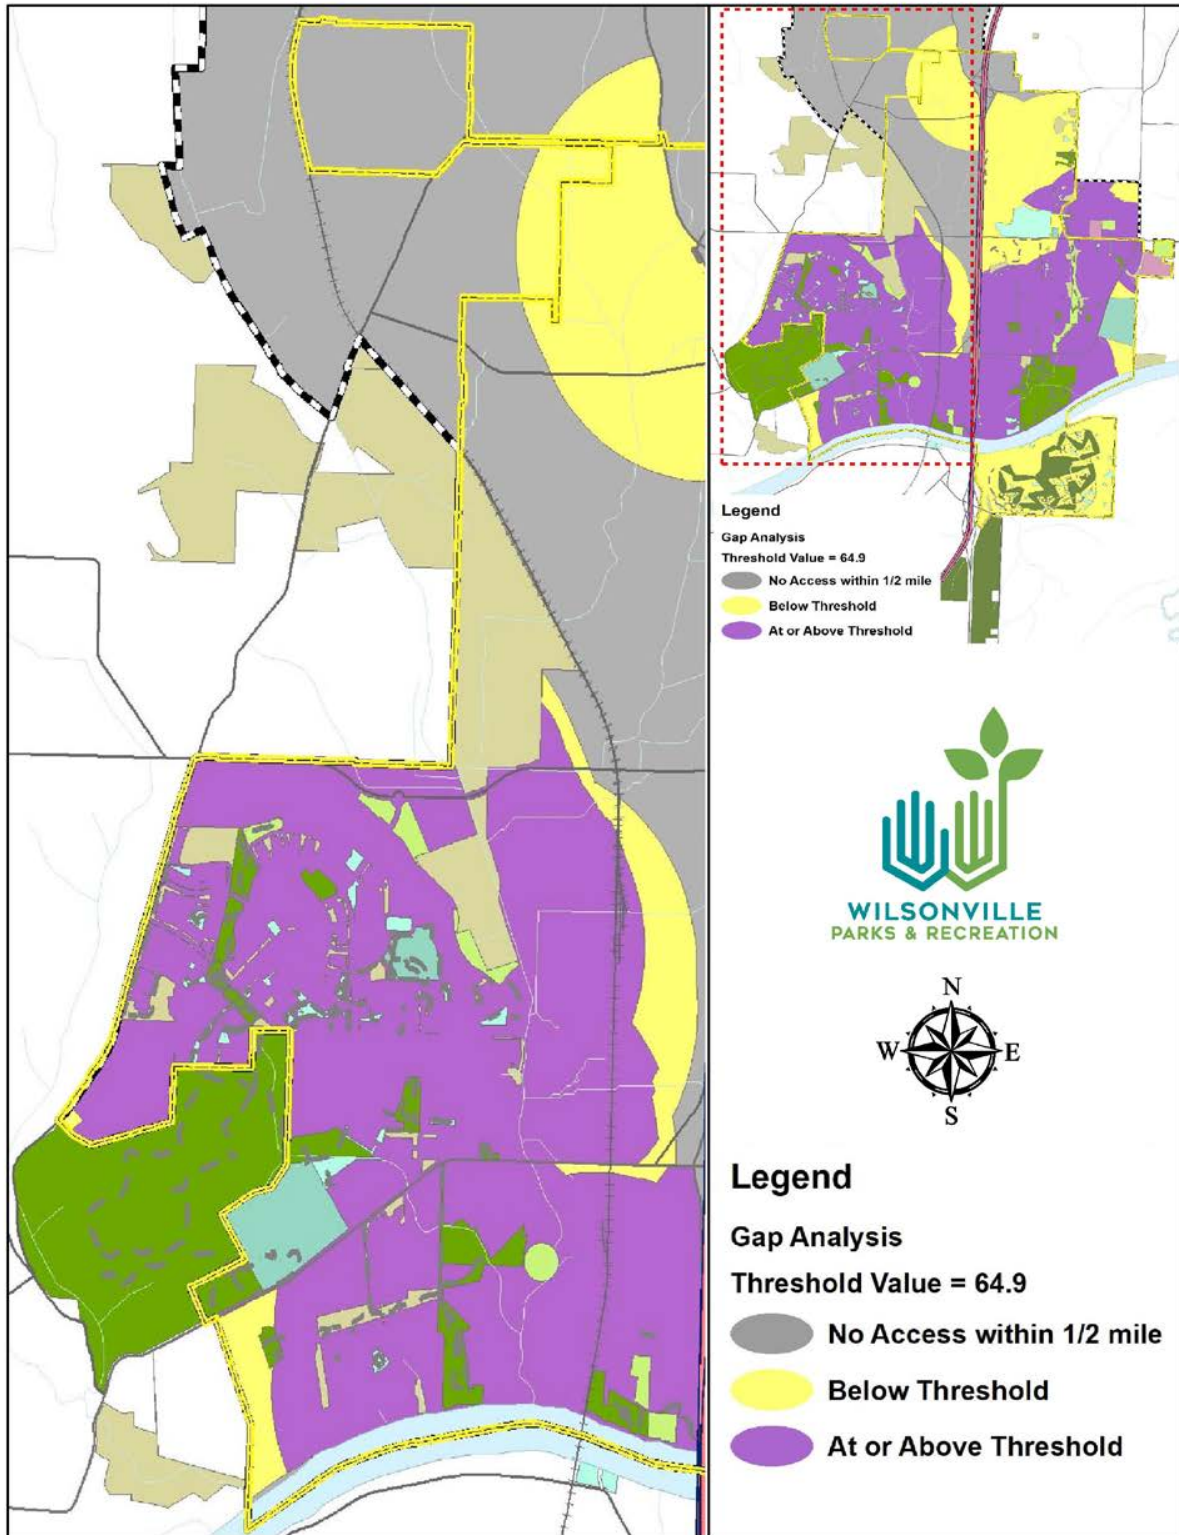 Legend
Gap Analysis
Threshold Value = 64.9
No Access within 1/2 mile
Below Threshold
At or Above Threshold
WILSONVILLE
PARKS & RECREATION
N
W E
S
Legend
Gap Analysis
Threshold Value = 64.9
No Access within 1/2 mile
Below Threshold
At or Above Threshold